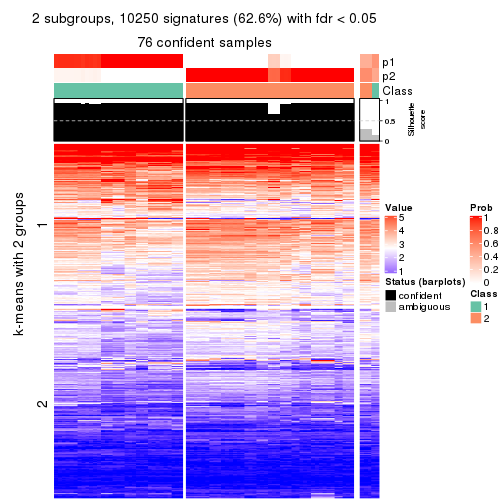 2 subgroups, 10250 signatures (62.6%) with fdr < 0.05
76 confident samples
p1
p2
Class
1
0.5
0
Silhouette
score
k-means with 2 groups
1
2
Value
5
4
3
2
1
Prob
1
0.8
0.6
0.4
0.2
0
Status (barplots)
confident
ambiguous
Class
1
2